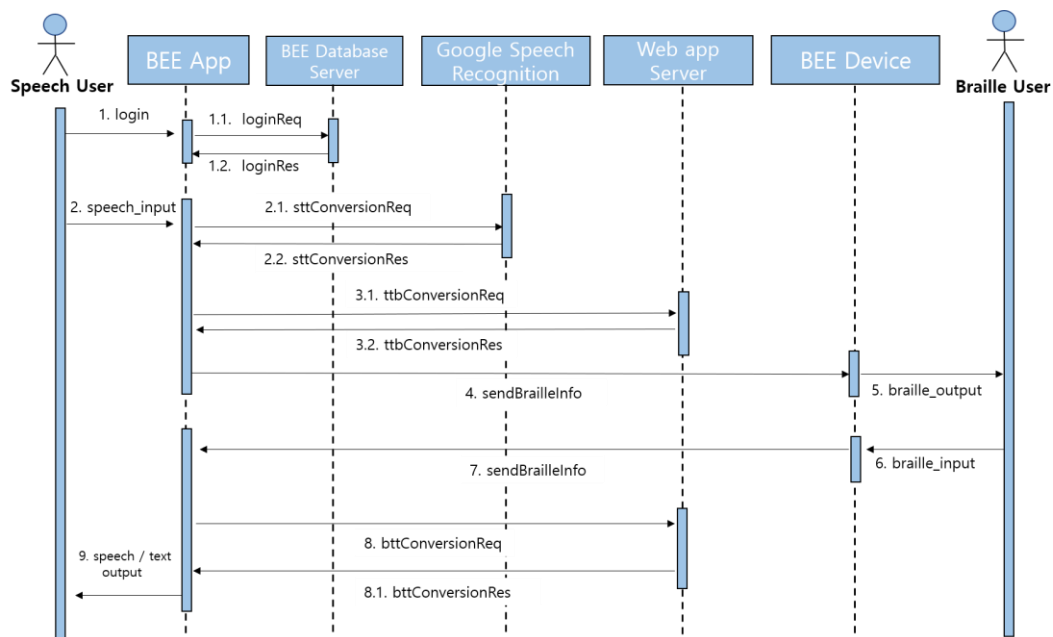 Speech User
BEE App
BEE Database
Server
Google Speech
Recognition
Web app
Server
BEE Device
Braille User
1. login
1.1. loginReq
1.2. loginRes
2. speech_input
2.1. sttConversionReq
2.2. sttConversionRes
3.1. ttbConversionReq
3.2. ttbConversionRes
4. sendBrailleInfo
5. braille_output
6. braille_input
7. sendBrailleInfo
8. bttConversionReq
8.1. bttConversionRes
9. speech / text
output